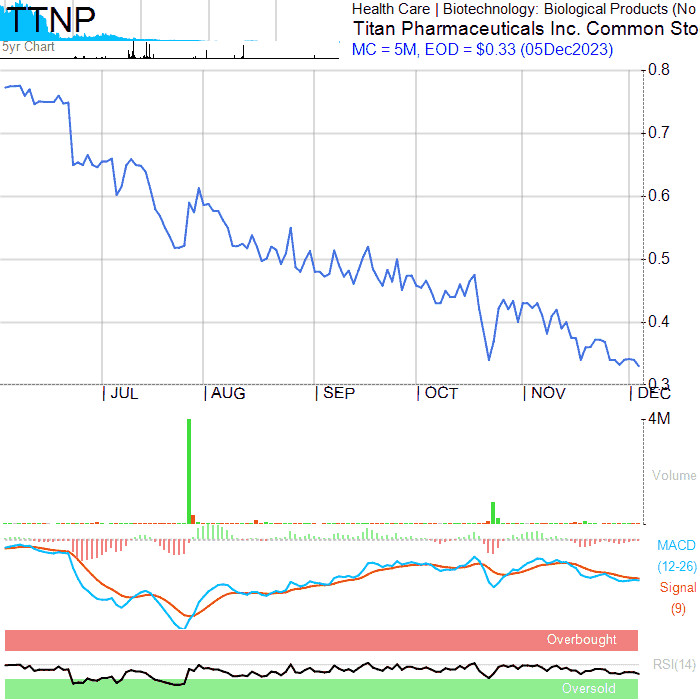 TTNP
5yr Chart
Health Care | Biotechnology: Biological Products (No
Titan Pharmaceuticals Inc. Common Sto
MC = 5M, EOD = $0.33 (05Dec2023)
0.8
0.7
0.6
0.5
0.4
0.3
JUL AUG SEP OCT NOV DEC
4M
Volume
MACD
(12-26)
Signal
(9)
Overbought
RSI(14)
Oversold